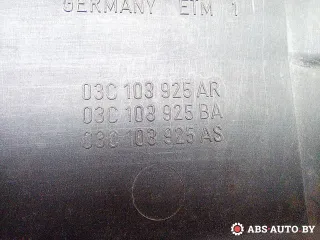 GERMANY ETM 1
03C 103 925 AR
03C 103 925 BA
03C 103 925 AS
ABS AUTO BY